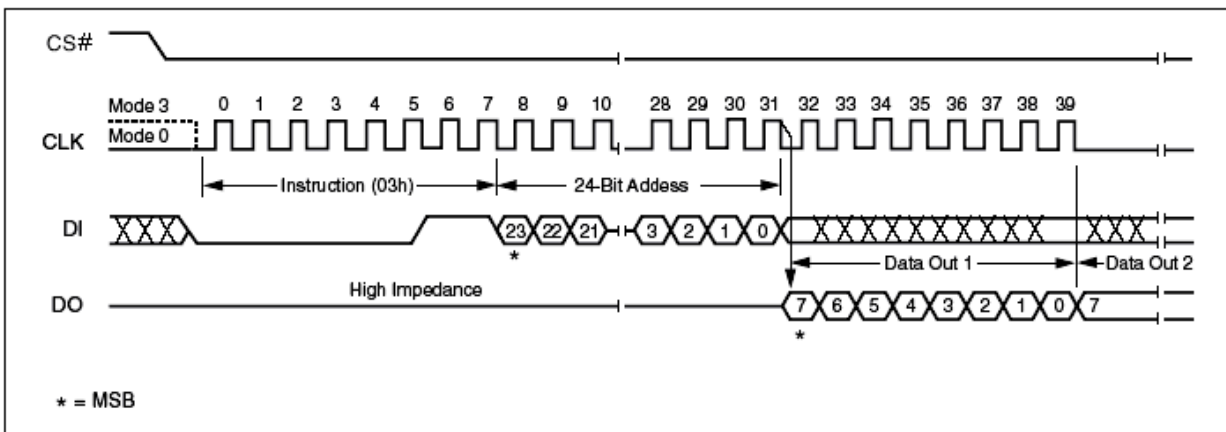 CS#
Mode 3 0 1 2 3 4 5 6 7 8 9 10 28 29 30 31 32 33 34 35 36 37 38 39
Mode 0
CLK
Instruction (03h) 24-Bit Addess
DI 23 22 21 3 2 1 0
*
Data Out 1 Data Out 2
High Impedance
DO 7 6 5 4 3 2 1 0 7
*
* = MSB